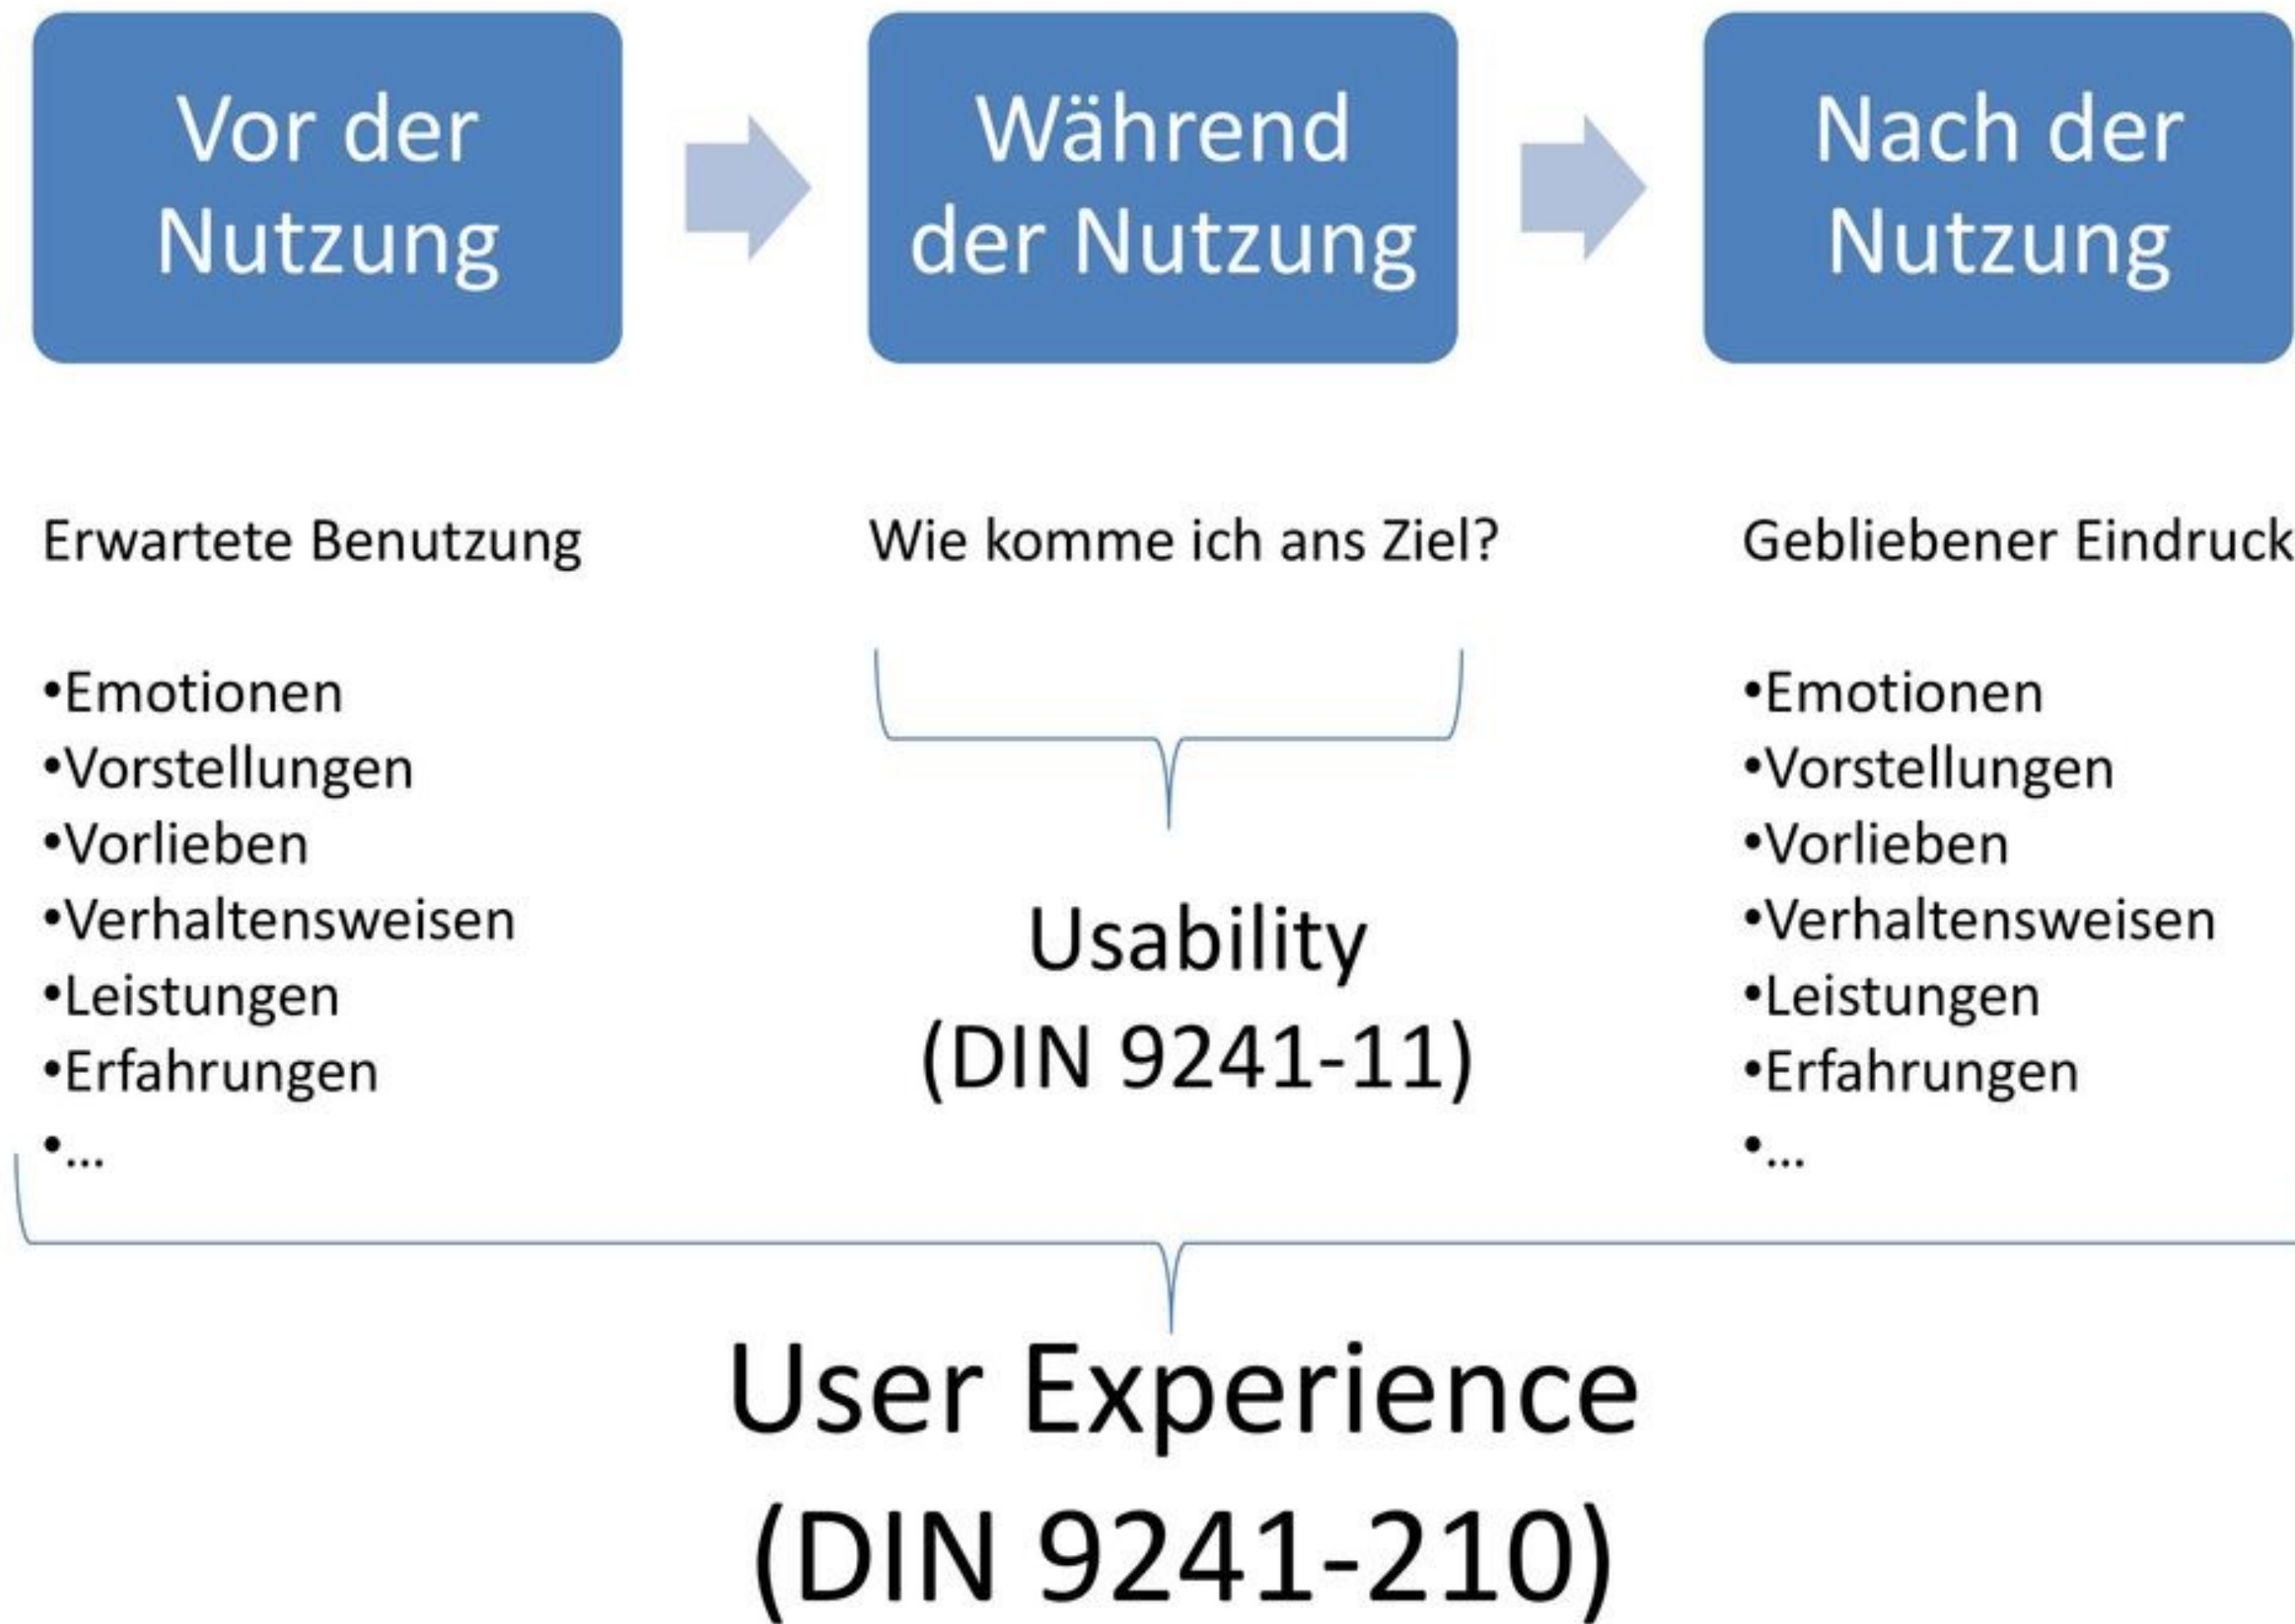 Vor der
Nutzung
Während
der Nutzung
Nach der
Nutzung
Erwartete Benutzung
•Emotionen
•Vorstellungen
•Vorlieben
•Verhaltensweisen
•Leistungen
•Erfahrungen
•...
Wie komme ich ans Ziel?
Usability
(DIN 9241-11)
Gebliebener Eindruck
•Emotionen
•Vorstellungen
•Vorlieben
•Verhaltensweisen
•Leistungen
•Erfahrungen
•...
User Experience
(DIN 9241-210)